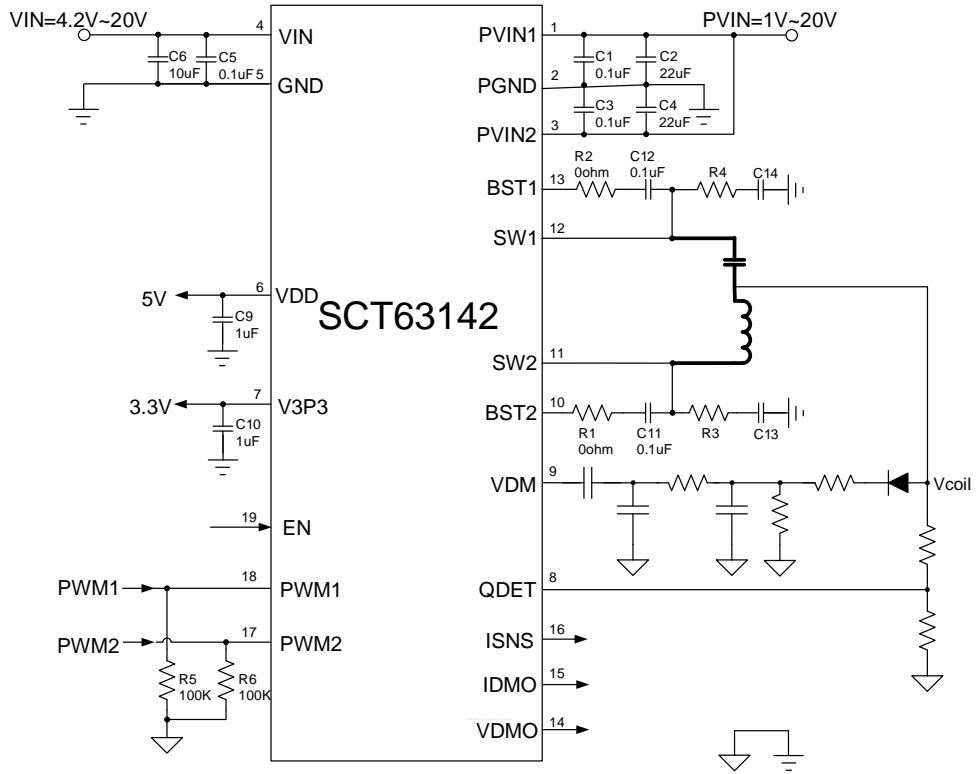 VIN=4.2V~20V
4
VIN
C6
10uF
C5
0.1uF
5
GND
PVIN1
1
PVIN=1V~20V
C1
0.1uF
C2
22uF
PGND
2
C3
0.1uF
C4
22uF
PVIN2
3
R2
0ohm
C12
0.1uF
BST1
13
R4
C14
SW1
12
5V
6
VDD
C9
1uF
SCT63142
SW2
11
3.3V
7
V3P3
C10
1uF
BST2
10
R1
0ohm
C11
0.1uF
R3
C13
VDM
9
Vcoil
19
EN
PWM1
18
PWM1
QDET
8
PWM2
17
PWM2
ISNS
16
R5
100K
R6
100K
IDMO
15
VDMO
14